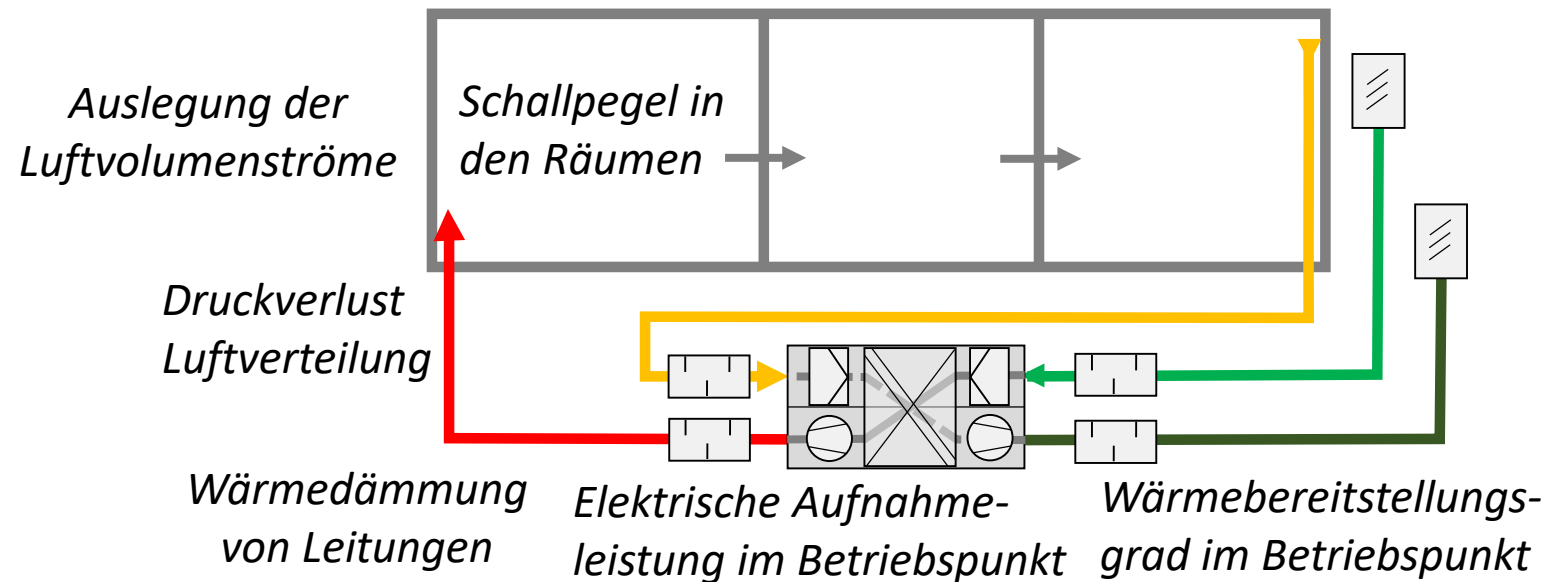 Auslegung der
Luftvolumenströme
Schallpegel in
den Räumen
Druckverlust
Luftverteilung
Wärmedämmung
von Leitungen
Elektrische Aufnahme-
leistung im Betriebspunkt
Wärmebereitstellungs-
grad im Betriebspunkt